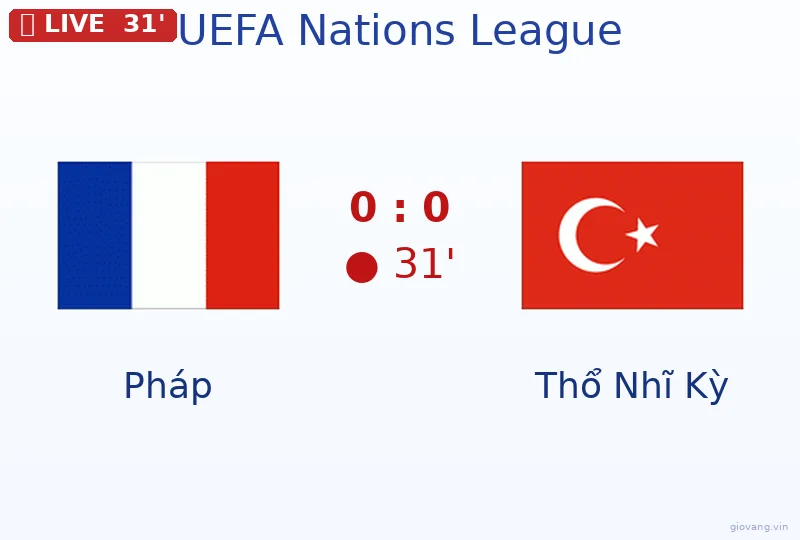 LIVE 31'
UEFA Nations League
0 : 0
31'
Pháp
Thổ Nhĩ Kỳ
giovang.vin